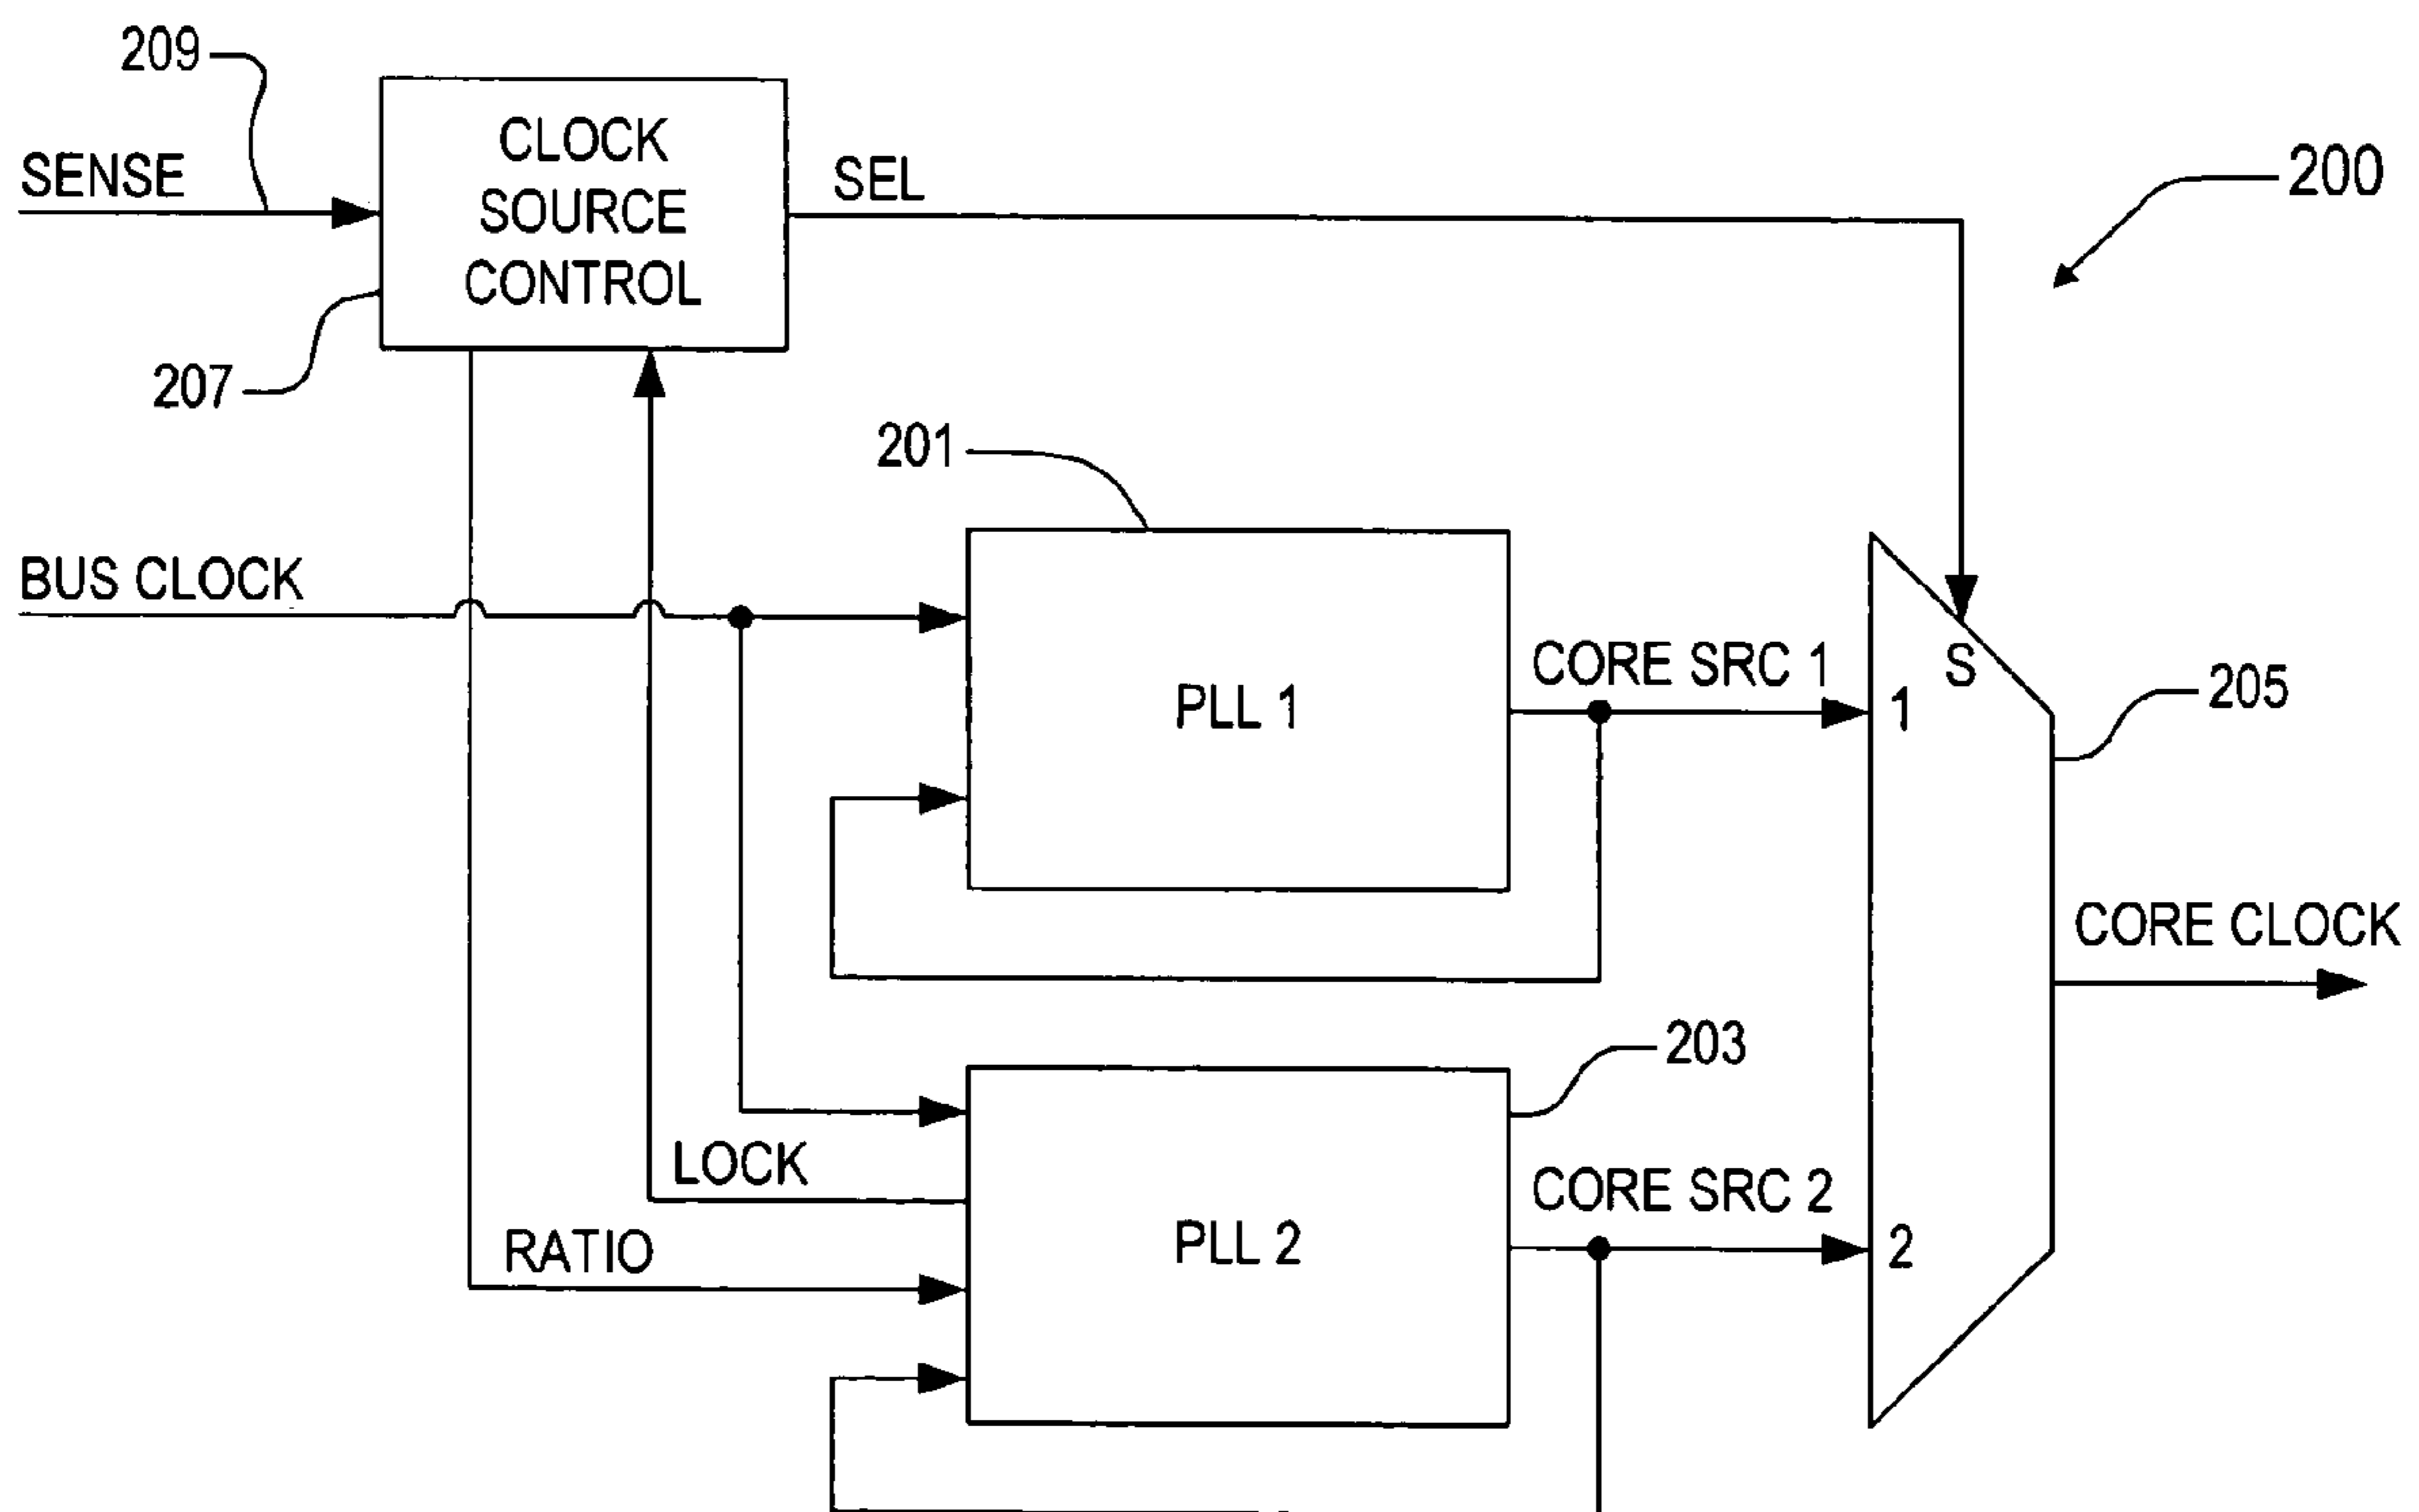 209
CLOCK
SOURCE
CONTROL
SENSE
SEL
200
207
201
BUS CLOCK
CORE SRC 1
S
205
1
PLL 1
CORE CLOCK
203
LOCK
CORE SRC 2
PLL 2
RATIO
2